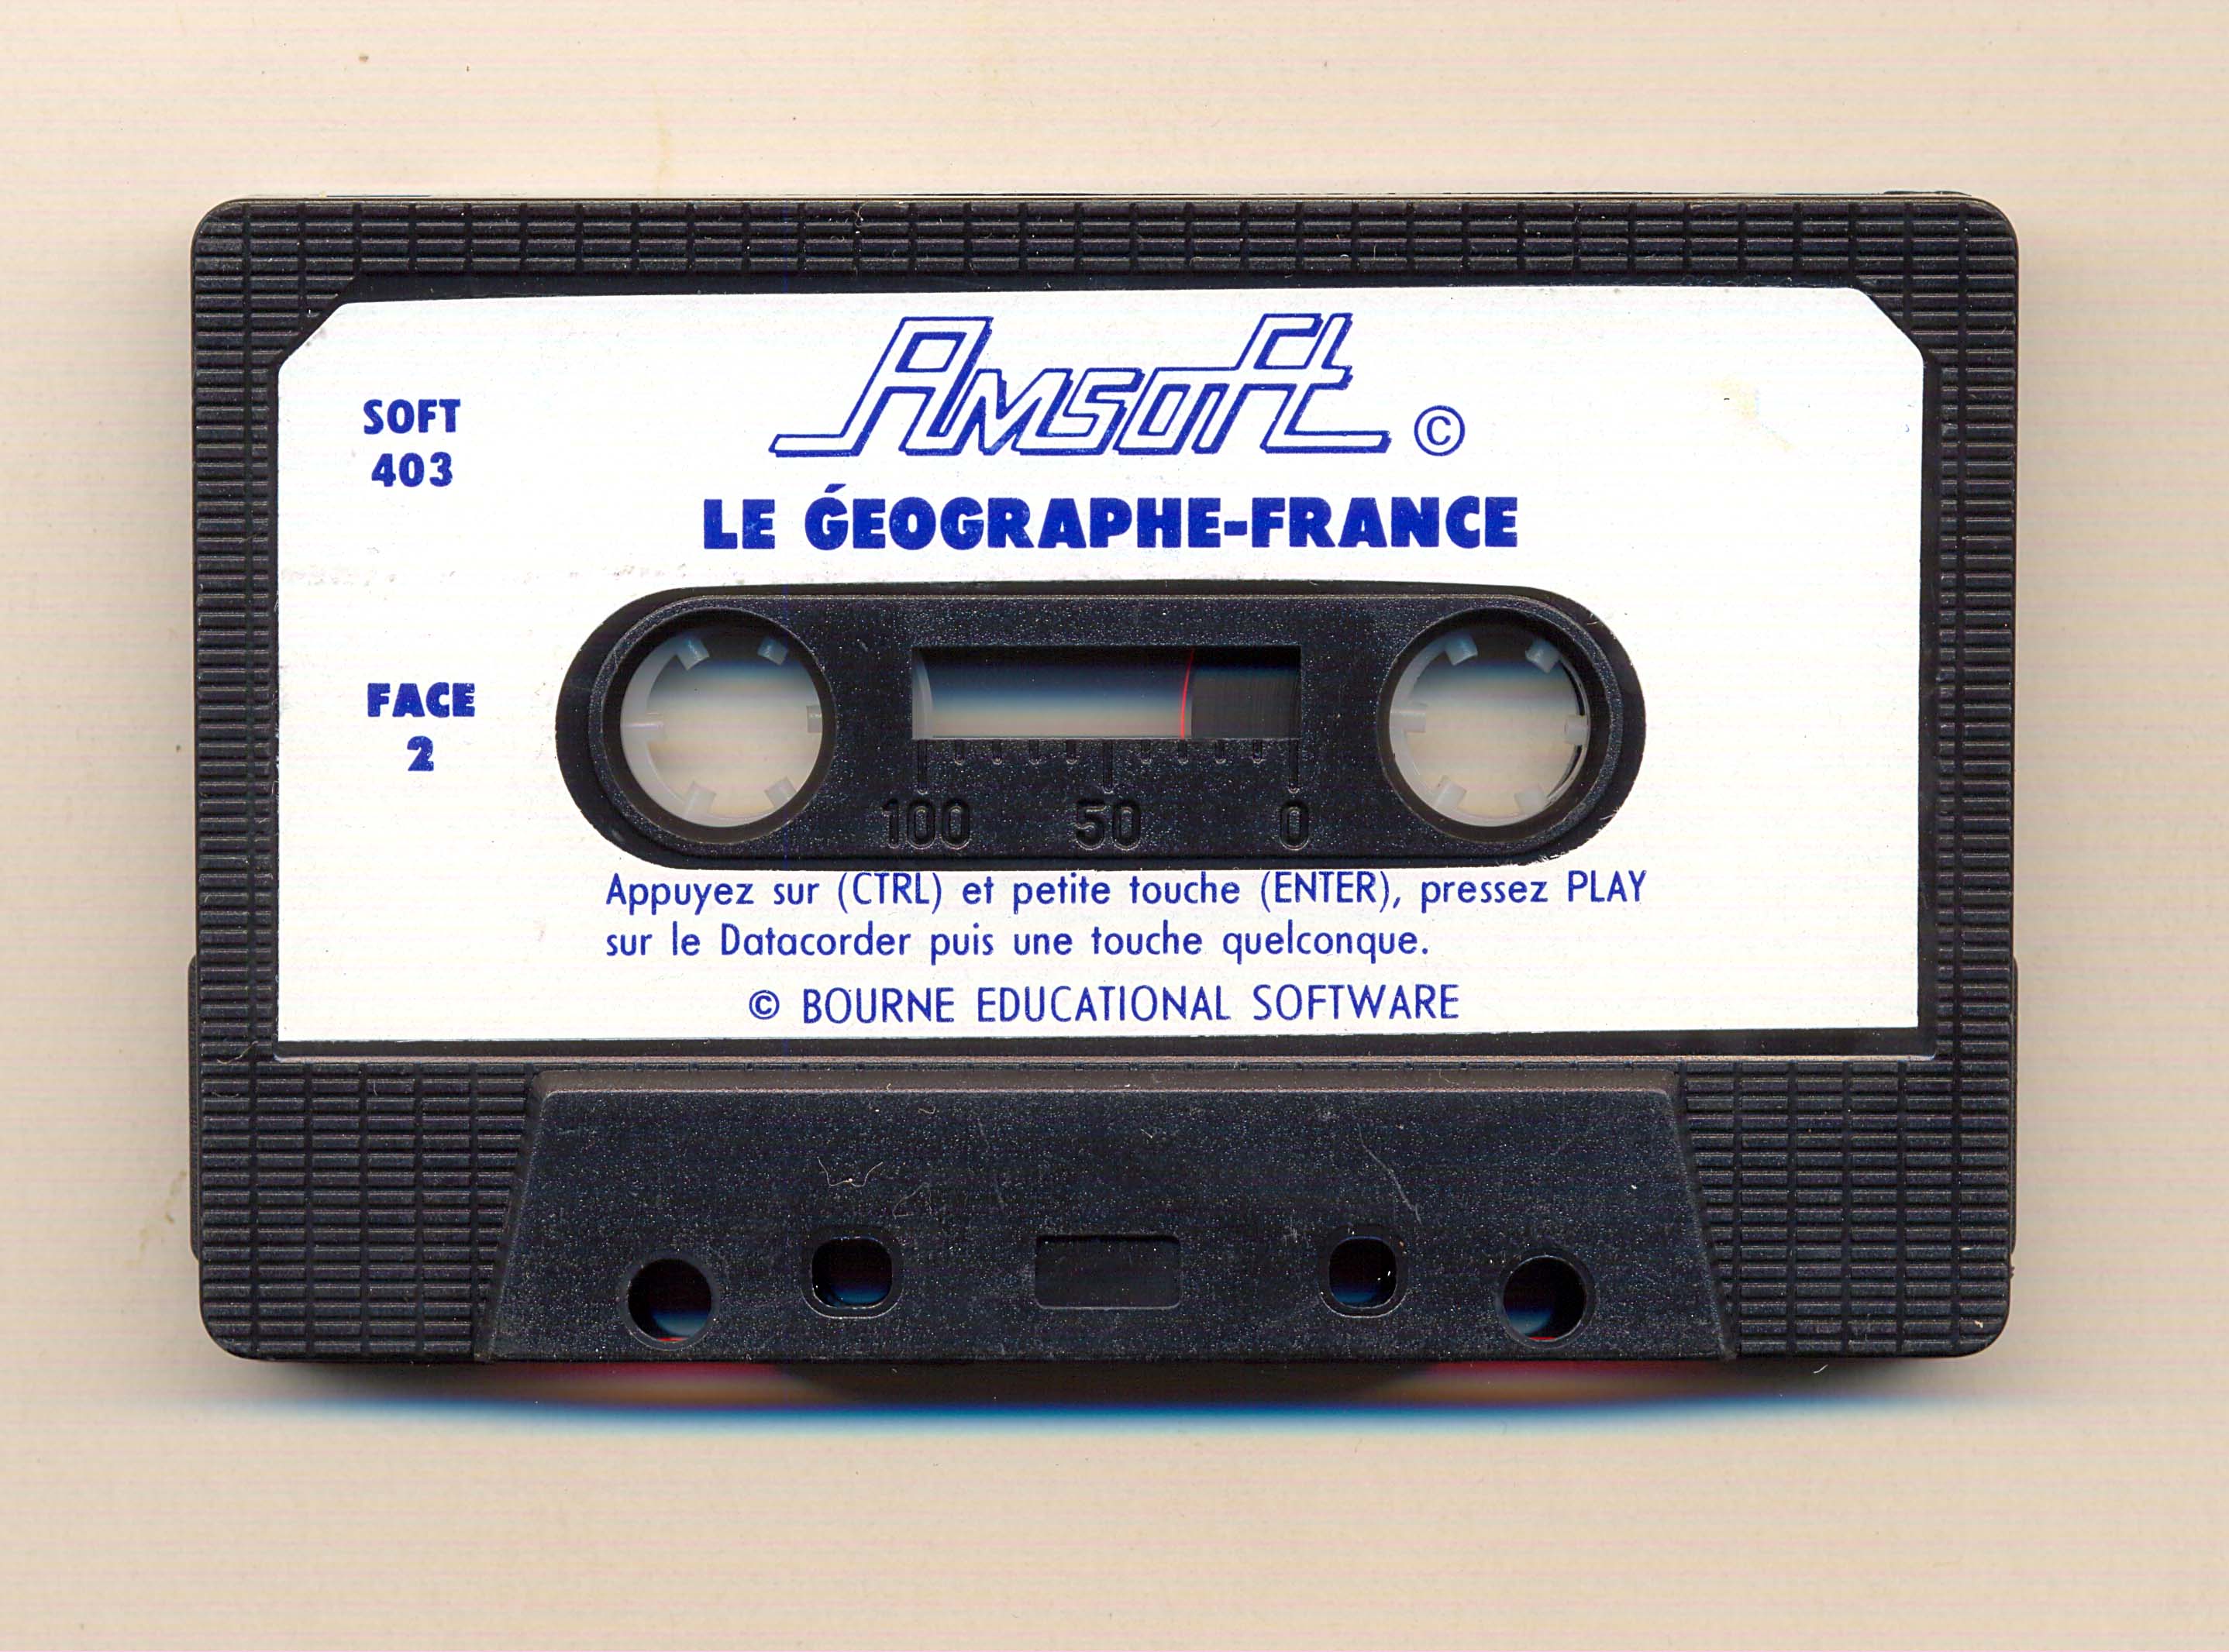 Amsoft ©
SOFT
403
LE ǴEOGRAPHE-FRANCE
FACE
2
100 50 0
Appuyez sur (CTRL) et petite touche (ENTER), pressez PLAY
sur le Datacorder puis une touche quelconque.
© BOURNE EDUCATIONAL SOFTWARE